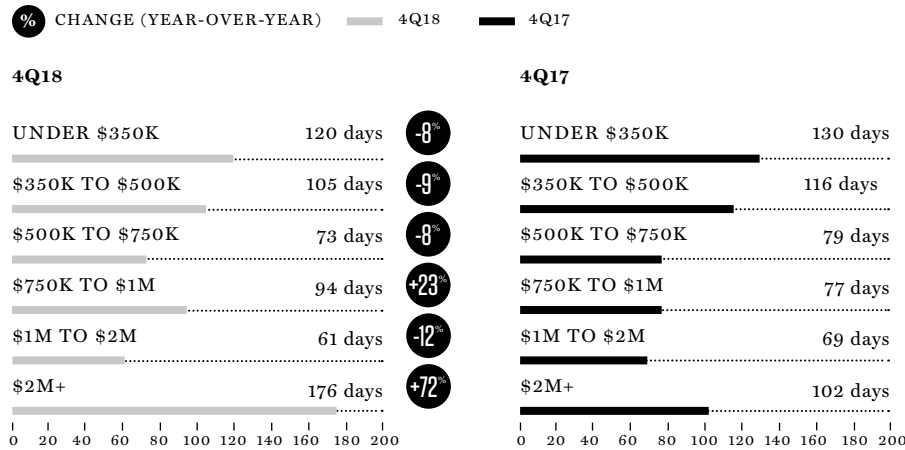 % CHANGE (YEAR-OVER-YEAR) 4Q18 4Q17
4Q18 4Q17
UNDER $350K 120 days -8% UNDER $350K 130 days
$350K TO $500K 105 days -9% $350K TO $500K 116 days
$500K TO $750K 73 days -8% $500K TO $750K 79 days
$750K TO $1M 94 days +23% $750K TO $1M 77 days
$1M TO $2M 61 days -12% $1M TO $2M 69 days
$2M+ 176 days +72% $2M+ 102 days
0 20 40 60 80 100 120 140 160 180 200 0 20 40 60 80 100 120 140 160 180 200